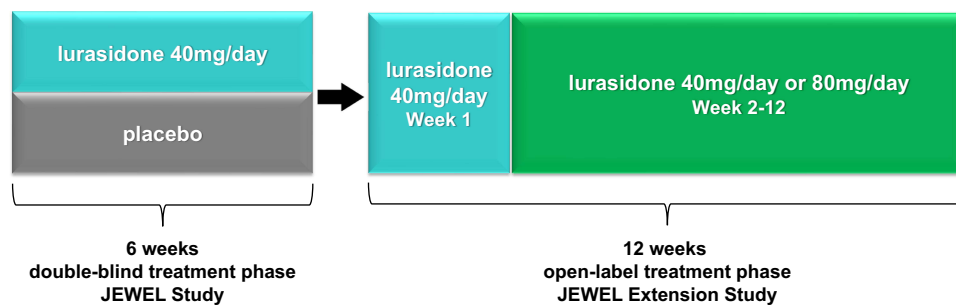 lurasidone 40mg/day
placebo
lurasidone
40mg/day
Week 1
lurasidone 40mg/day or 80mg/day
Week 2-12
6 weeks
double-blind treatment phase
JEWEL Study
12 weeks
open-label treatment phase
JEWEL Extension Study